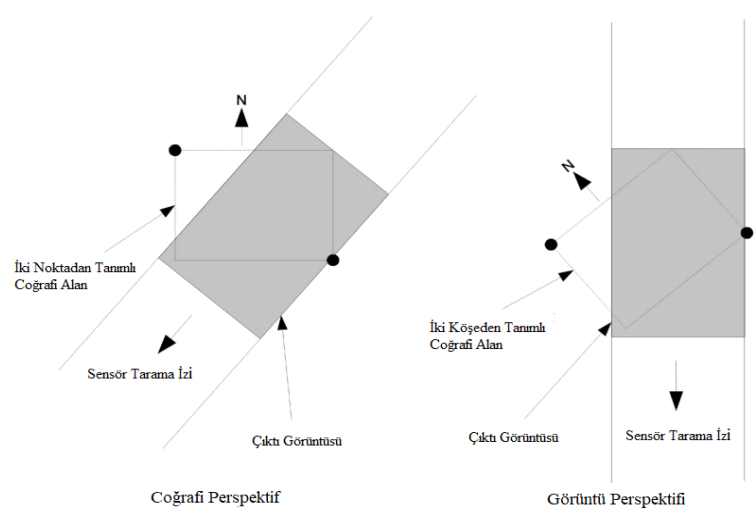 N
İki Noktadan Tanımlı
Coğrafi Alan
Sensör Tarama İzİ
Çıktı Görüntüsü
Coğrafi Perspektif
N
İki Köşeden Tanımlı
Coğrafi Alan
Çıktı Görüntüsü
Sensör Tarama İzİ
Görüntü Perspektifi